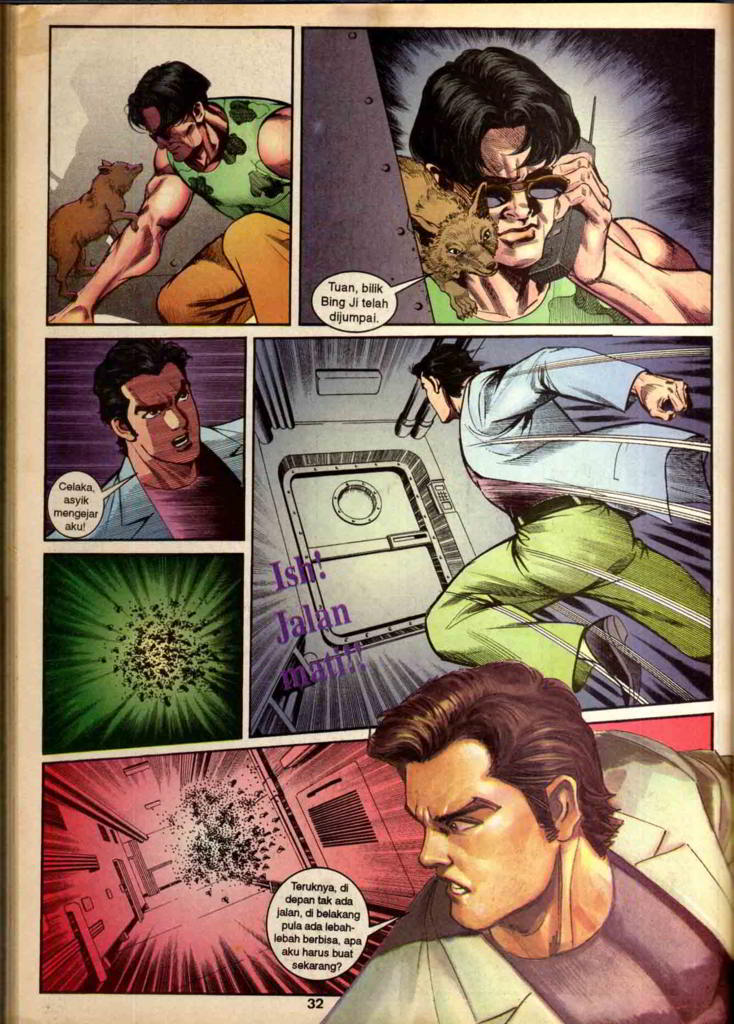 Tuan, bilik
Bing Ji telah
dijumpai.
Celaka,
asyik
mengejar
aku!
Ish!
Jalan
mati!!
Teruknya, di
depan tak ada
jalan, di belakang
pula ada lebah-
lebah berbisa, apa
aku harus buat
sekarang?
32